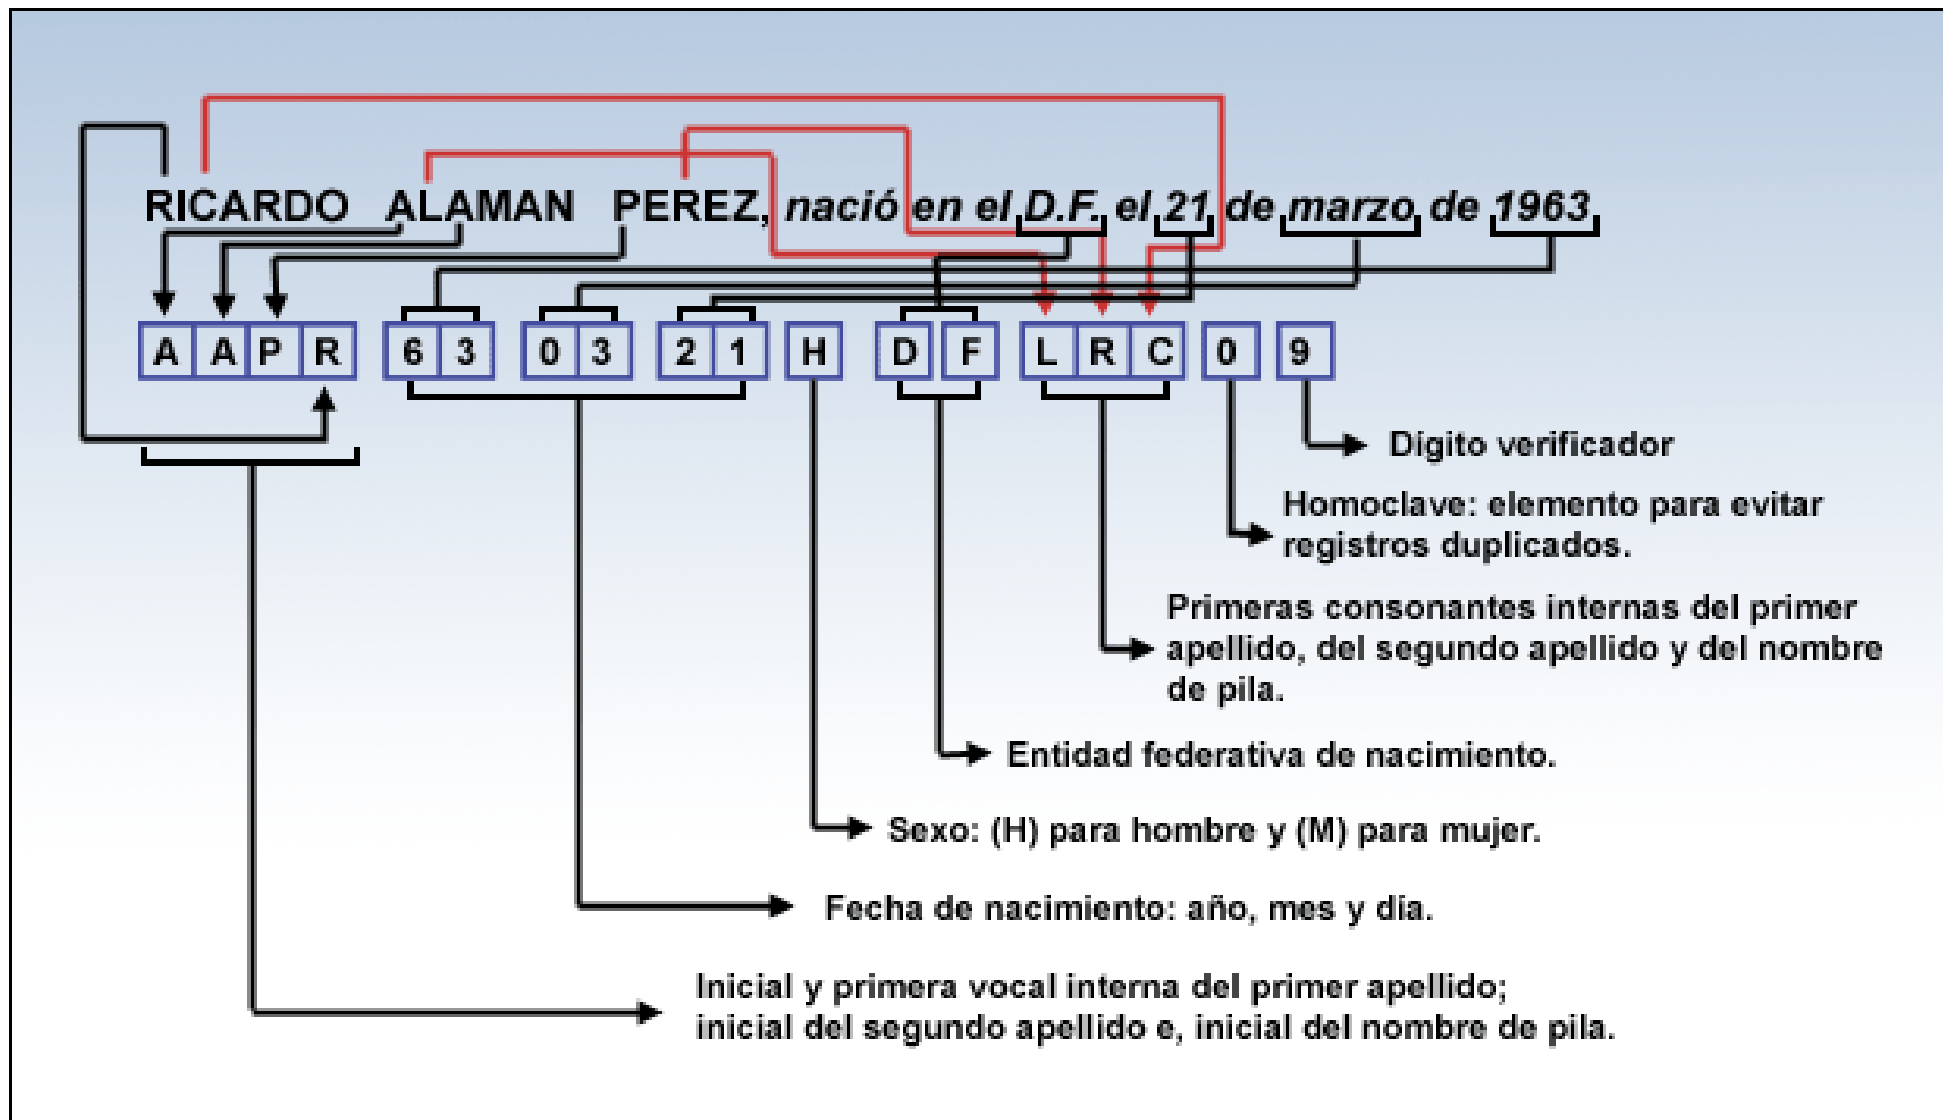 RICARDO ALAMAN PEREZ, nació en el D.F. el 21 de marzo de 1963
A A P R 6 3 0 3 2 1 H D F L R C 0 9
Digito verificador
Homoclave: elemento para evitar
registros duplicados.
Primeras consonantes internas del primer
apellido, del segundo apellido y del nombre
de pila.
Entidad federativa de nacimiento.
Sexo: (H) para hombre y (M) para mujer.
Fecha de nacimiento: año, mes y día.
Inicial y primera vocal interna del primer apellido;
inicial del segundo apellido e, inicial del nombre de pila.